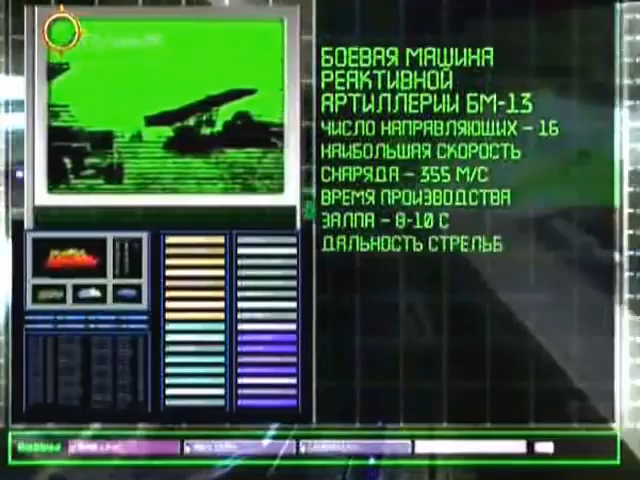 БОЕВАЯ МАШИНА
РЕАКТИВНОЙ
АРТИЛЛЕРИИ БМ-13
ЧИСЛО НАПРАВЛЯЮЩИХ - 16
НАИБОЛЬШАЯ СКОРОСТЬ
СНАРЯДА - 355 М/С
ВРЕМЯ ПРОИЗВОДСТВА
ЗАЛПА - 8-10 С
ДАЛЬНОСТЬ СТРЕЛЬБ